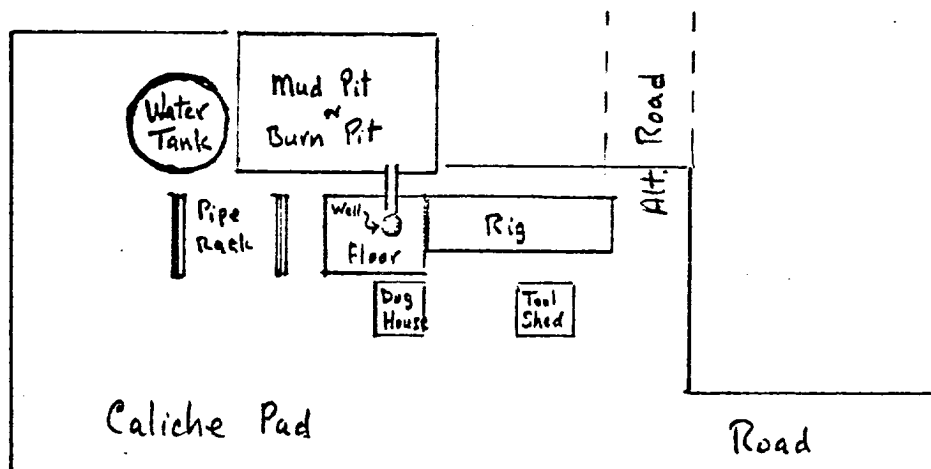 Mud Pit
or
Burn Pit
Water
Tank
Alt. Road
Pipe
Rack
Well
Floor
Rig
Dog
House
Tool
Shed
Caliche Pad
Road